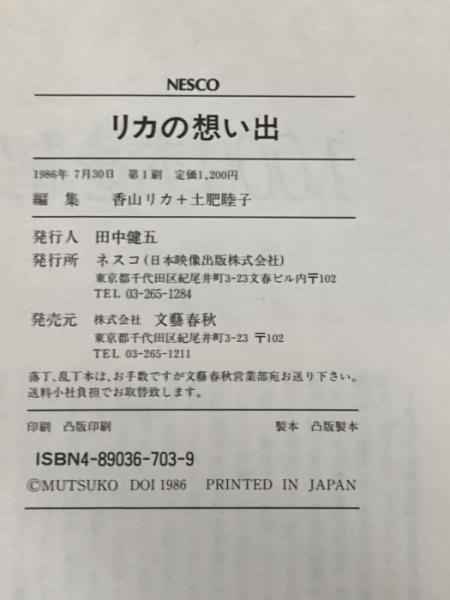 NESCO
リカの想い出
1986年 7月30日 第1刷 定価1,200円
編集 香山リカ+土肥睦子
発行人 田中健五
発行所 ネスコ(日本映像出版株式会社)
東京都千代田区紀尾井町3-23文春ビル内〒102
TEL 03-265-1284
発売元 株式会社 文藝春秋
東京都千代田区紀尾井町3-23 〒102
TEL 03-265-1211
落丁、乱丁本は、お手数ですが文藝春秋営業部宛お送り下さい。
送料小社負担でお取替致します。
印刷 凸版印刷 製本 凸版製本
ISBN4-89036-703-9
©MUTSUKO DOI 1986 PRINTED IN JAPAN